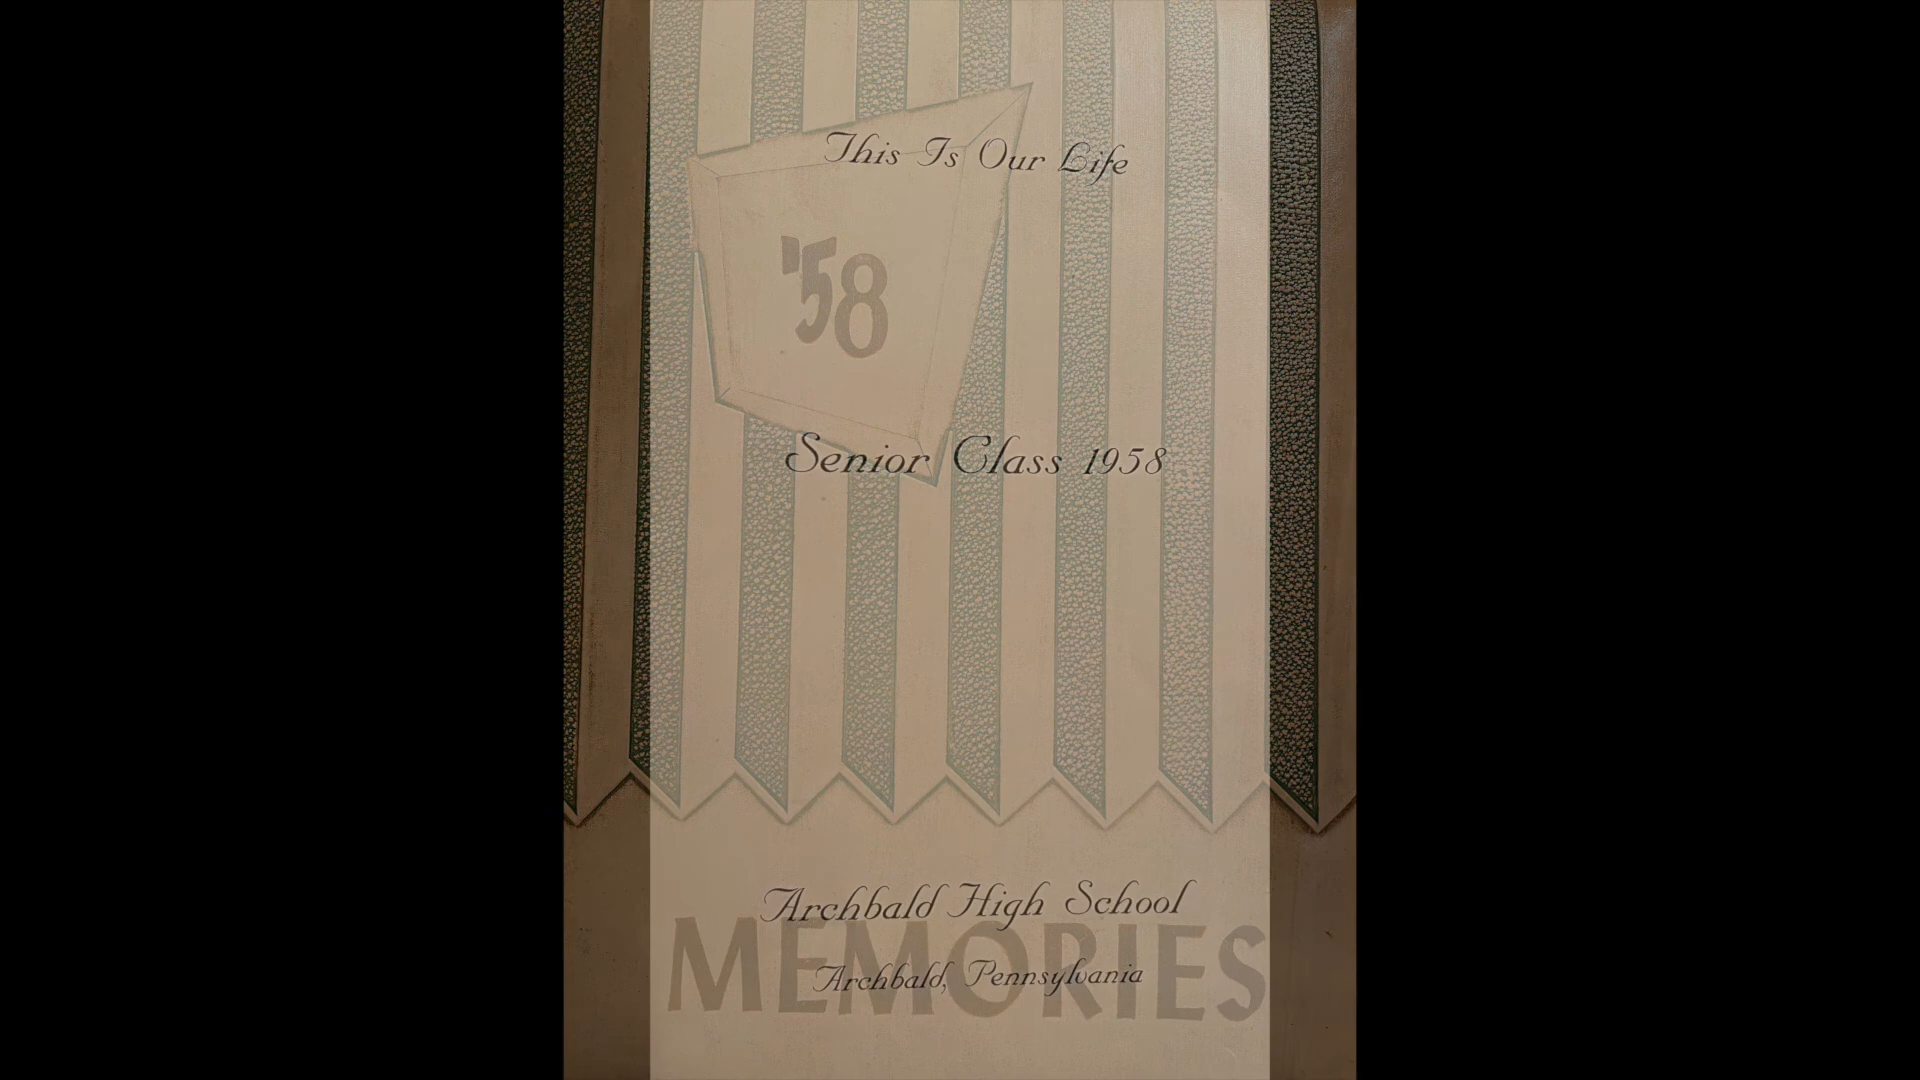 This Is Our Life
'58
Senior Class 1958
Archbald High School
MEMORIES
Archbald, Pennsylvania